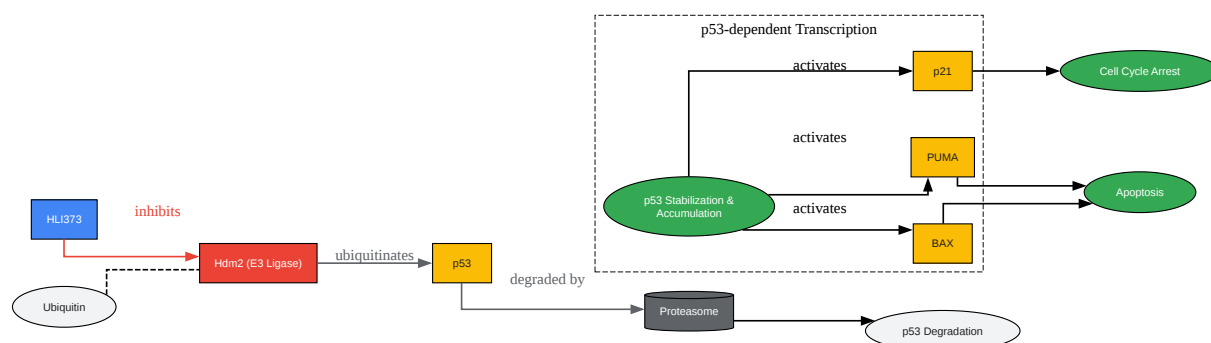 p53-dependent Transcription
activates
p21
Cell Cycle Arrest
activates
PUMA
p53 Stabilization &
Accumulation
Apoptosis
activates
BAX
HLI373
inhibits
Hdm2 (E3 Ligase)
ubiquitinates
p53
degraded by
Ubiquitin
Proteasome
p53 Degradation